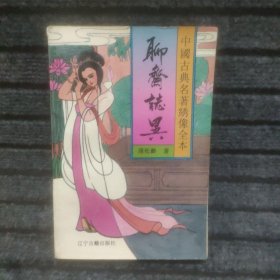 中國古典名著繡像全本
聊齋誌異
蒲松齡 著
辽宁古籍出版社